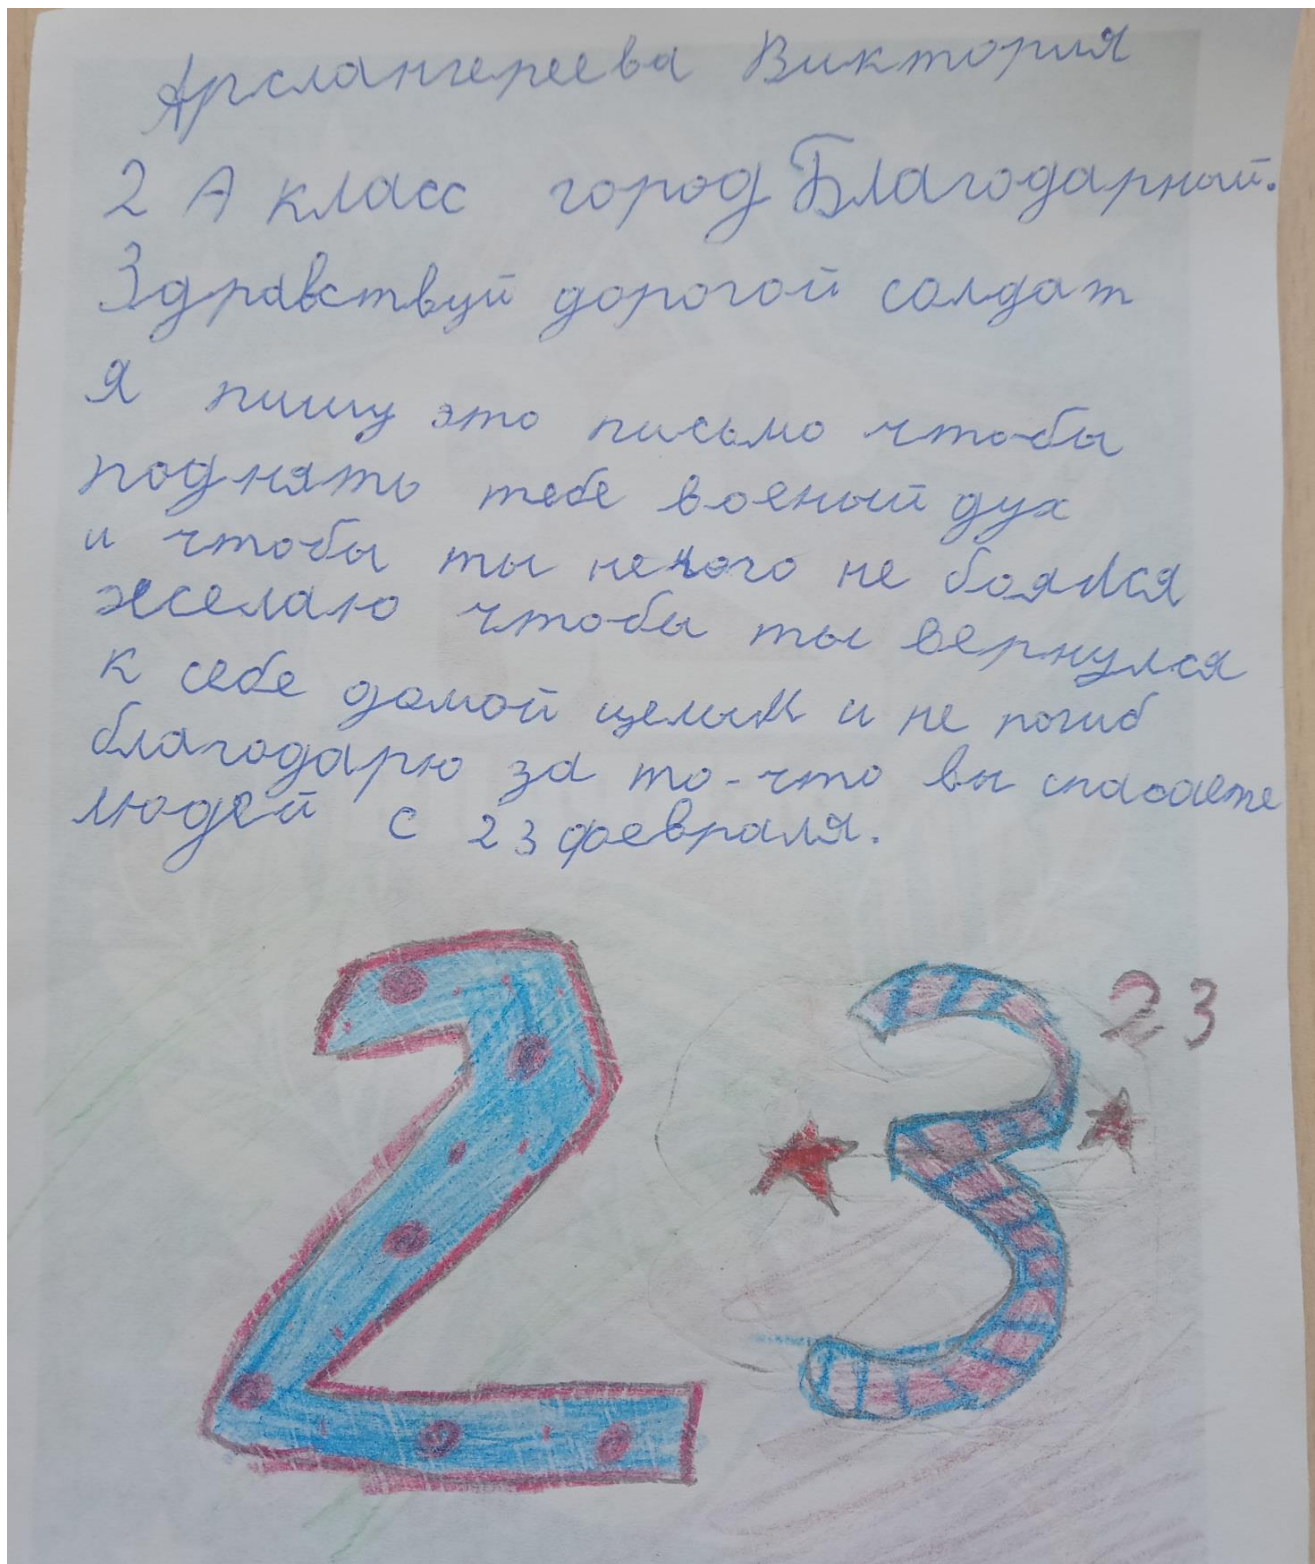 Арслангереева Виктория
2 А класс город Благодарный.
Здравствуй дорогой солдат
Я пишу это письмо чтобы
поднять тебе военый дух
и чтобы ты нечого не боялся
желаю чтобы ты вернулся
к себе домой целым и не погиб
благодарю за то-что вы спасаете
людей с 23 февраля.
23
23